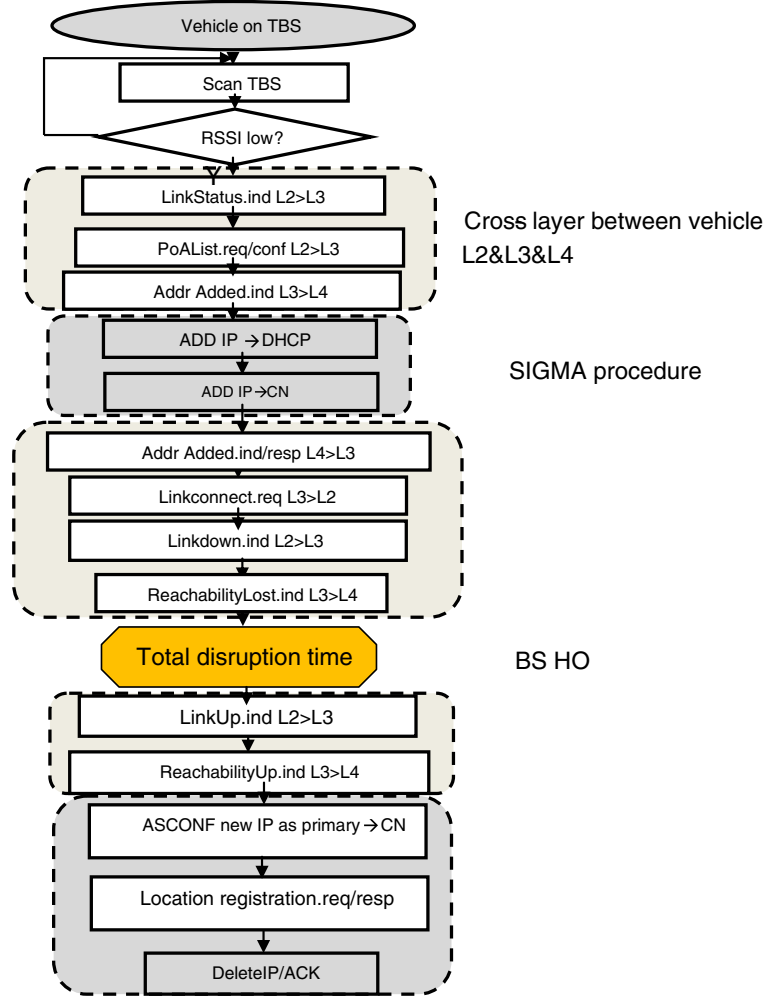 Vehicle on TBS
Scan TBS
RSSI low?
Y
LinkStatus.ind L2>L3
PoAList.req/conf L2>L3
Addr Added.ind L3>L4
Cross layer between vehicle
L2&L3&L4
ADD IP →DHCP
ADD IP→CN
SIGMA procedure
Addr Added.ind/resp L4>L3
Linkconnect.req L3>L2
Linkdown.ind L2>L3
ReachabilityLost.ind L3>L4
Total disruption time
BS HO
LinkUp.ind L2>L3
ReachabilityUp.ind L3>L4
ASCONF new IP as primary→CN
Location registration.req/resp
DeleteIP/ACK